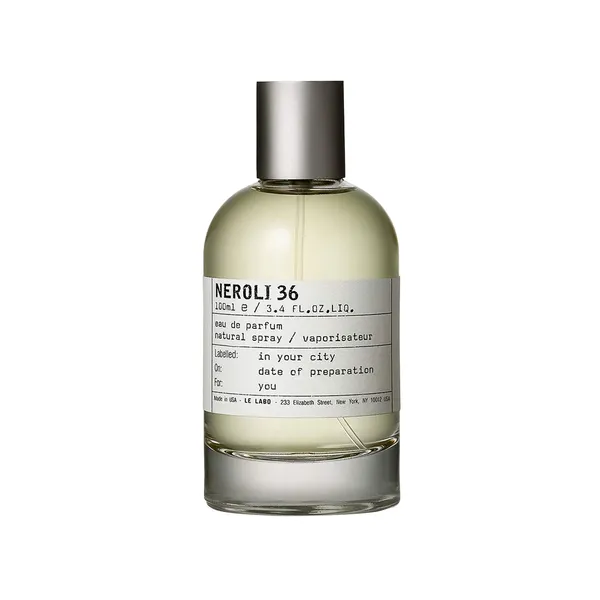 NEROLI 36
100ml e / 3.4 FL.OZ.LIQ.
eau de parfum
natural spray / vaporisateur
Labelled: in your city
On: date of preparation
For: you
Made in USA - LE LABO - 233 Elizabeth Street, New York, NY 10012 USA